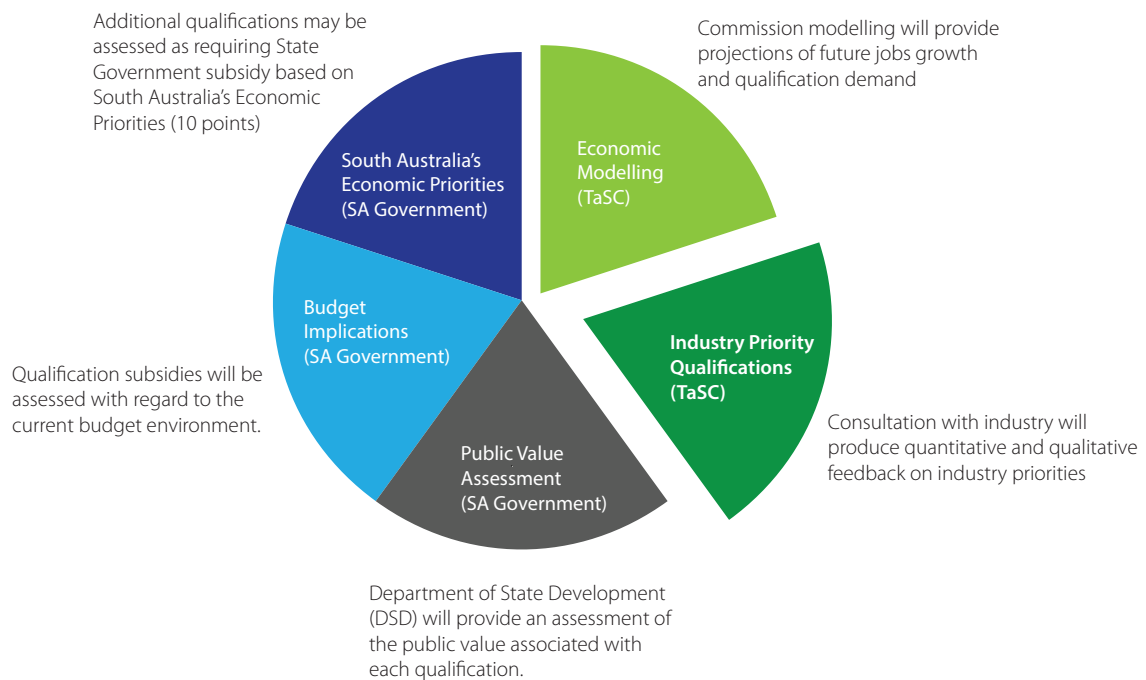 Additional qualifications may be
assessed as requiring State
Government subsidy based on
South Australia’s Economic
Priorities (10 points)
Commission modelling will provide
projections of future jobs growth
and qualification demand
South Australia’s
Economic Priorities
(SA Government)
Economic
Modelling
(TaSC)
Budget
Implications
(SA Government)
Industry Priority
Qualifications
(TaSC)
Qualification subsidies will be
assessed with regard to the
current budget environment.
Consultation with industry will
produce quantitative and qualitative
feedback on industry priorities
Public Value
Assessment
(SA Government)
Department of State Development
(DSD) will provide an assessment of
the public value associated with
each qualification.